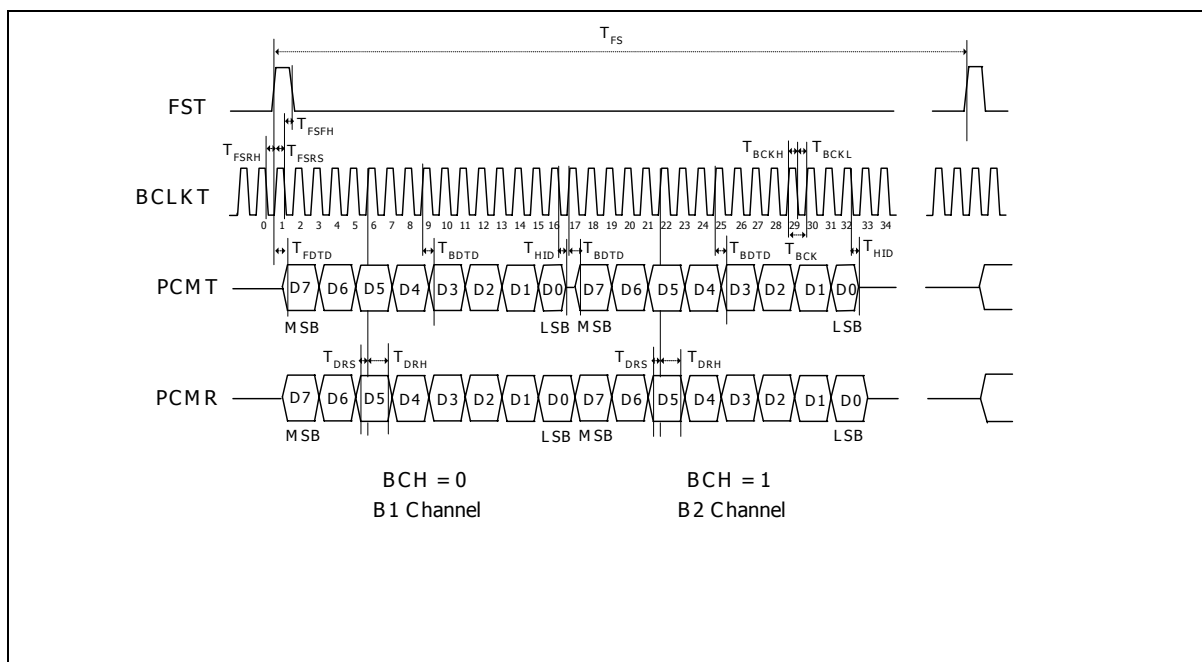 T_FS
FST
T_FSFH
T_FSRH T_FSRS T_BCKH T_BCKL
BCLKT
0 1 2 3 4 5 6 7 8 9 10 11 12 13 14 15 16 17 18 19 20 21 22 23 24 25 26 27 28 29 30 31 32 33 34
T_FDTD T_BDTD T_HID T_BDTD T_BDTD T_BCK T_HID
PCMT D7 D6 D5 D4 D3 D2 D1 D0 D7 D6 D5 D4 D3 D2 D1 D0
MSB LSB MSB LSB
T_DRS T_DRH T_DRS T_DRH
PCMR D7 D6 D5 D4 D3 D2 D1 D0 D7 D6 D5 D4 D3 D2 D1 D0
MSB LSB MSB LSB
BCH = 0 BCH = 1
B1 Channel B2 Channel